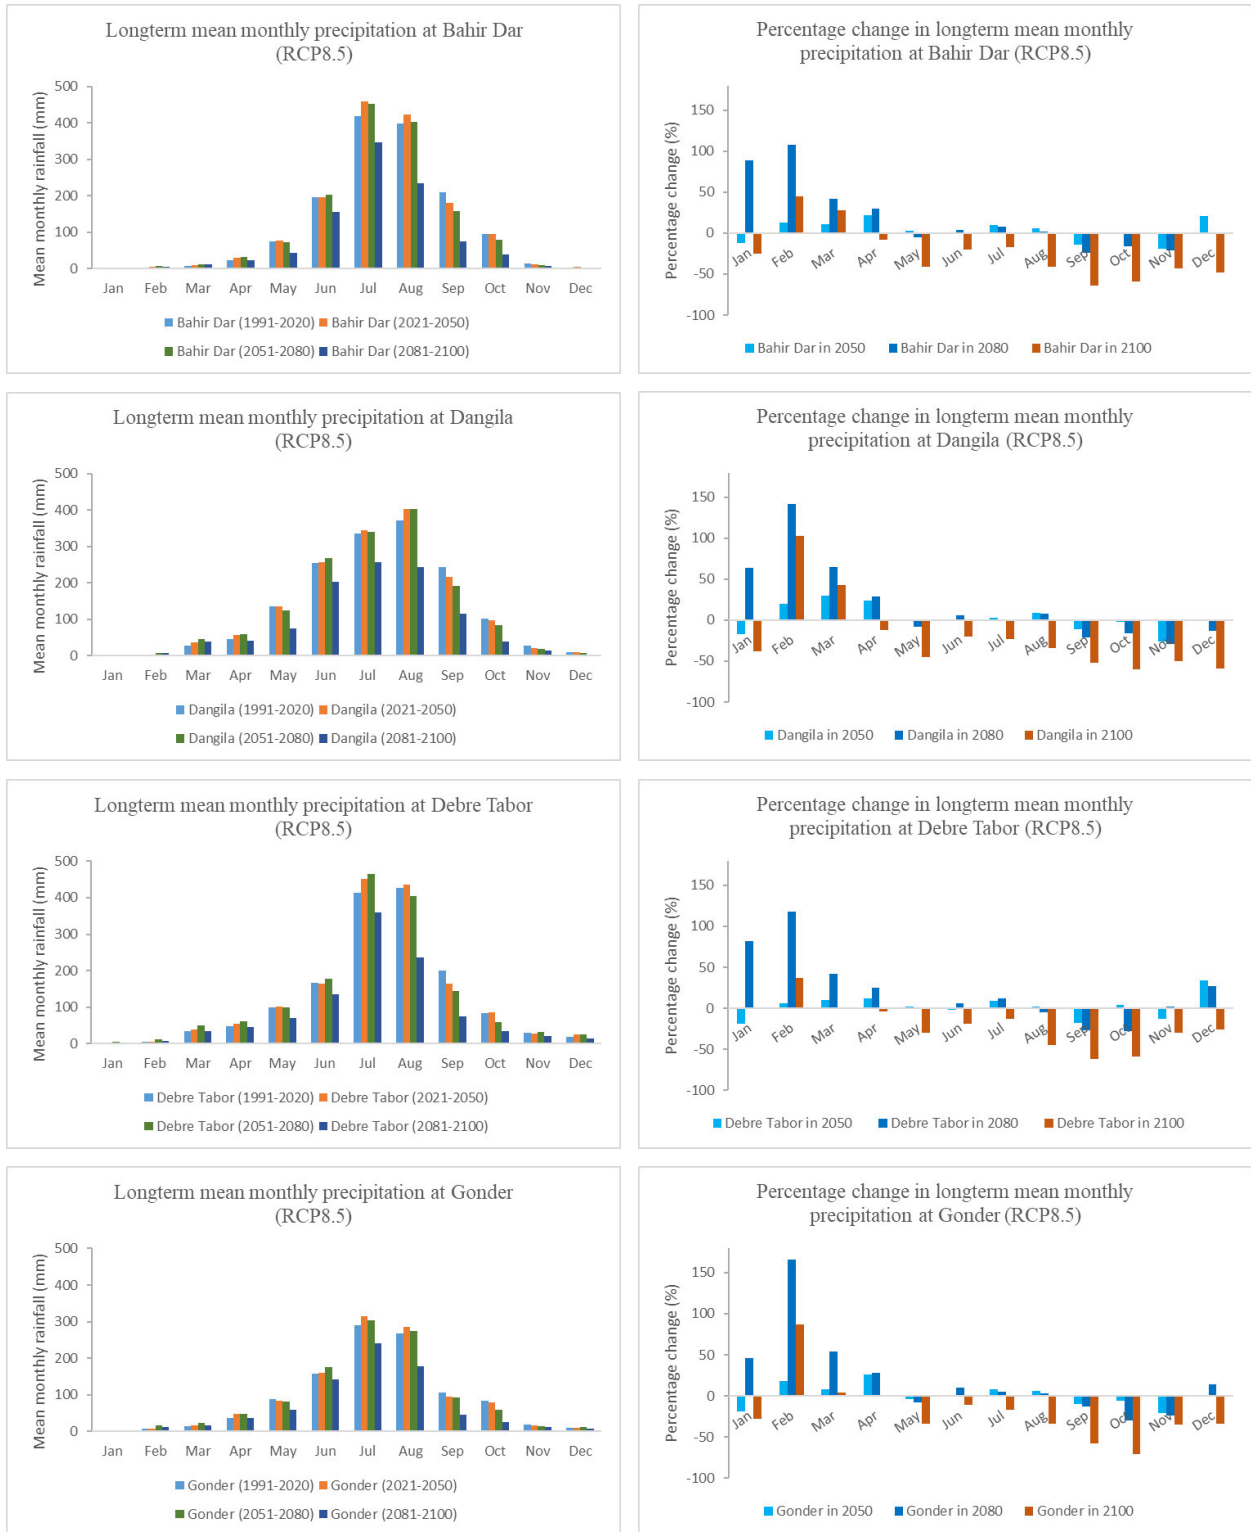 Longterm mean monthly precipitation at Bahir Dar
(RCP8.5)
Mean monthly rainfall (mm)
500
400
300
200
100
0
Jan Feb Mar Apr May Jun Jul Aug Sep Oct Nov Dec
Bahir Dar (1991-2020) Bahir Dar (2021-2050)
Bahir Dar (2051-2080) Bahir Dar (2081-2100)
Percentage change in longterm mean monthly
precipitation at Bahir Dar (RCP8.5)
Percentage change (%)
150
100
50
0
-50
-100
Jan Feb Mar Apr May Jun Jul Aug Sep Oct Nov Dec
Bahir Dar in 2050 Bahir Dar in 2080 Bahir Dar in 2100
Longterm mean monthly precipitation at Dangila
(RCP8.5)
Mean monthly rainfall (mm)
500
400
300
200
100
0
Jan Feb Mar Apr May Jun Jul Aug Sep Oct Nov Dec
Dangila (1991-2020) Dangila (2021-2050)
Dangila (2051-2080) Dangila (2081-2100)
Percentage change in longterm mean monthly
precipitation at Dangila (RCP8.5)
Percentage change (%)
150
100
50
0
-50
-100
Jan Feb Mar Apr May Jun Jul Aug Sep Oct Nov Dec
Dangila in 2050 Dangila in 2080 Dangila in 2100
Longterm mean monthly precipitation at Debre Tabor
(RCP8.5)
Mean monthly rainfall (mm)
500
400
300
200
100
0
Jan Feb Mar Apr May Jun Jul Aug Sep Oct Nov Dec
Debre Tabor (1991-2020) Debre Tabor (2021-2050)
Debre Tabor (2051-2080) Debre Tabor (2081-2100)
Percentage change in longterm mean monthly
precipitation at Debre Tabor (RCP8.5)
Percentage change (%)
150
100
50
0
-50
-100
Jan Feb Mar Apr May Jun Jul Aug Sep Oct Nov Dec
Debre Tabor in 2050 Debre Tabor in 2080 Debre Tabor in 2100
Longterm mean monthly precipitation at Gonder
(RCP8.5)
Mean monthly rainfall (mm)
500
400
300
200
100
0
Jan Feb Mar Apr May Jun Jul Aug Sep Oct Nov Dec
Gonder (1991-2020) Gonder (2021-2050)
Gonder (2051-2080) Gonder (2081-2100)
Percentage change in longterm mean monthly
precipitation at Gonder (RCP8.5)
Percentage change (%)
150
100
50
0
-50
-100
Jan Feb Mar Apr May Jun Jul Aug Sep Oct Nov Dec
Gonder in 2050 Gonder in 2080 Gonder in 2100